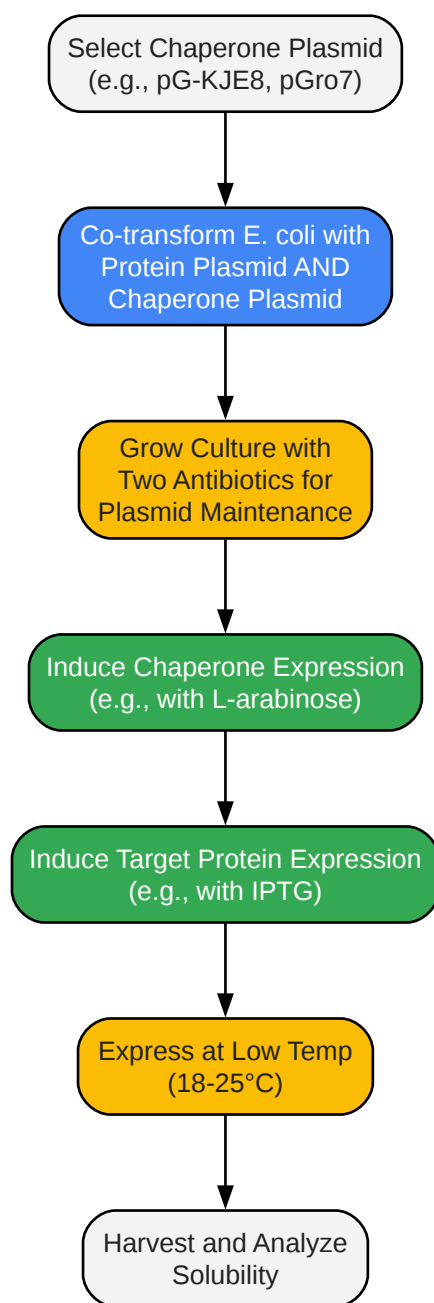 Select Chaperone Plasmid
(e.g., pG-KJE8, pGro7)
Co-transform E. coli with
Protein Plasmid AND
Chaperone Plasmid
Grow Culture with
Two Antibiotics for
Plasmid Maintenance
Induce Chaperone Expression
(e.g., with L-arabinose)
Induce Target Protein Expression
(e.g., with IPTG)
Express at Low Temp
(18-25°C)
Harvest and Analyze
Solubility